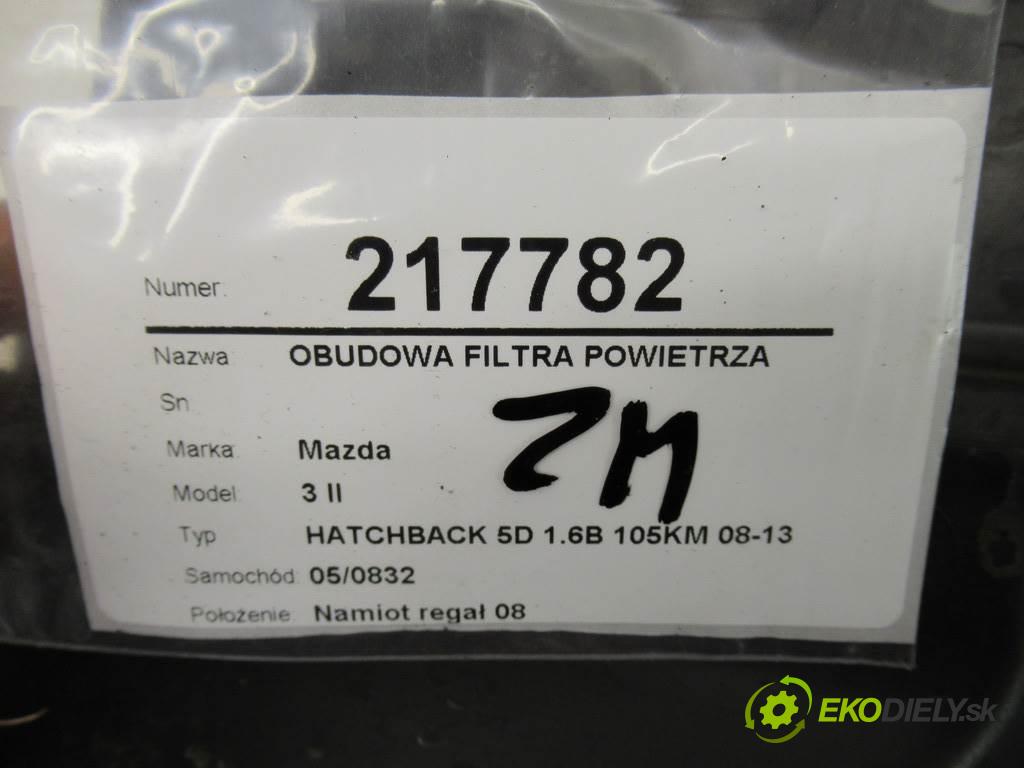 Numer: 217782
Nazwa OBUDOWA FILTRA POWIETRZA
Sn
Marka Mazda
Model 3 II
Typ HATCHBACK 5D 1.6B 105KM 08-13
Samochód 05/0832
Położenie Namiot regał 08
EKODIELY.sk